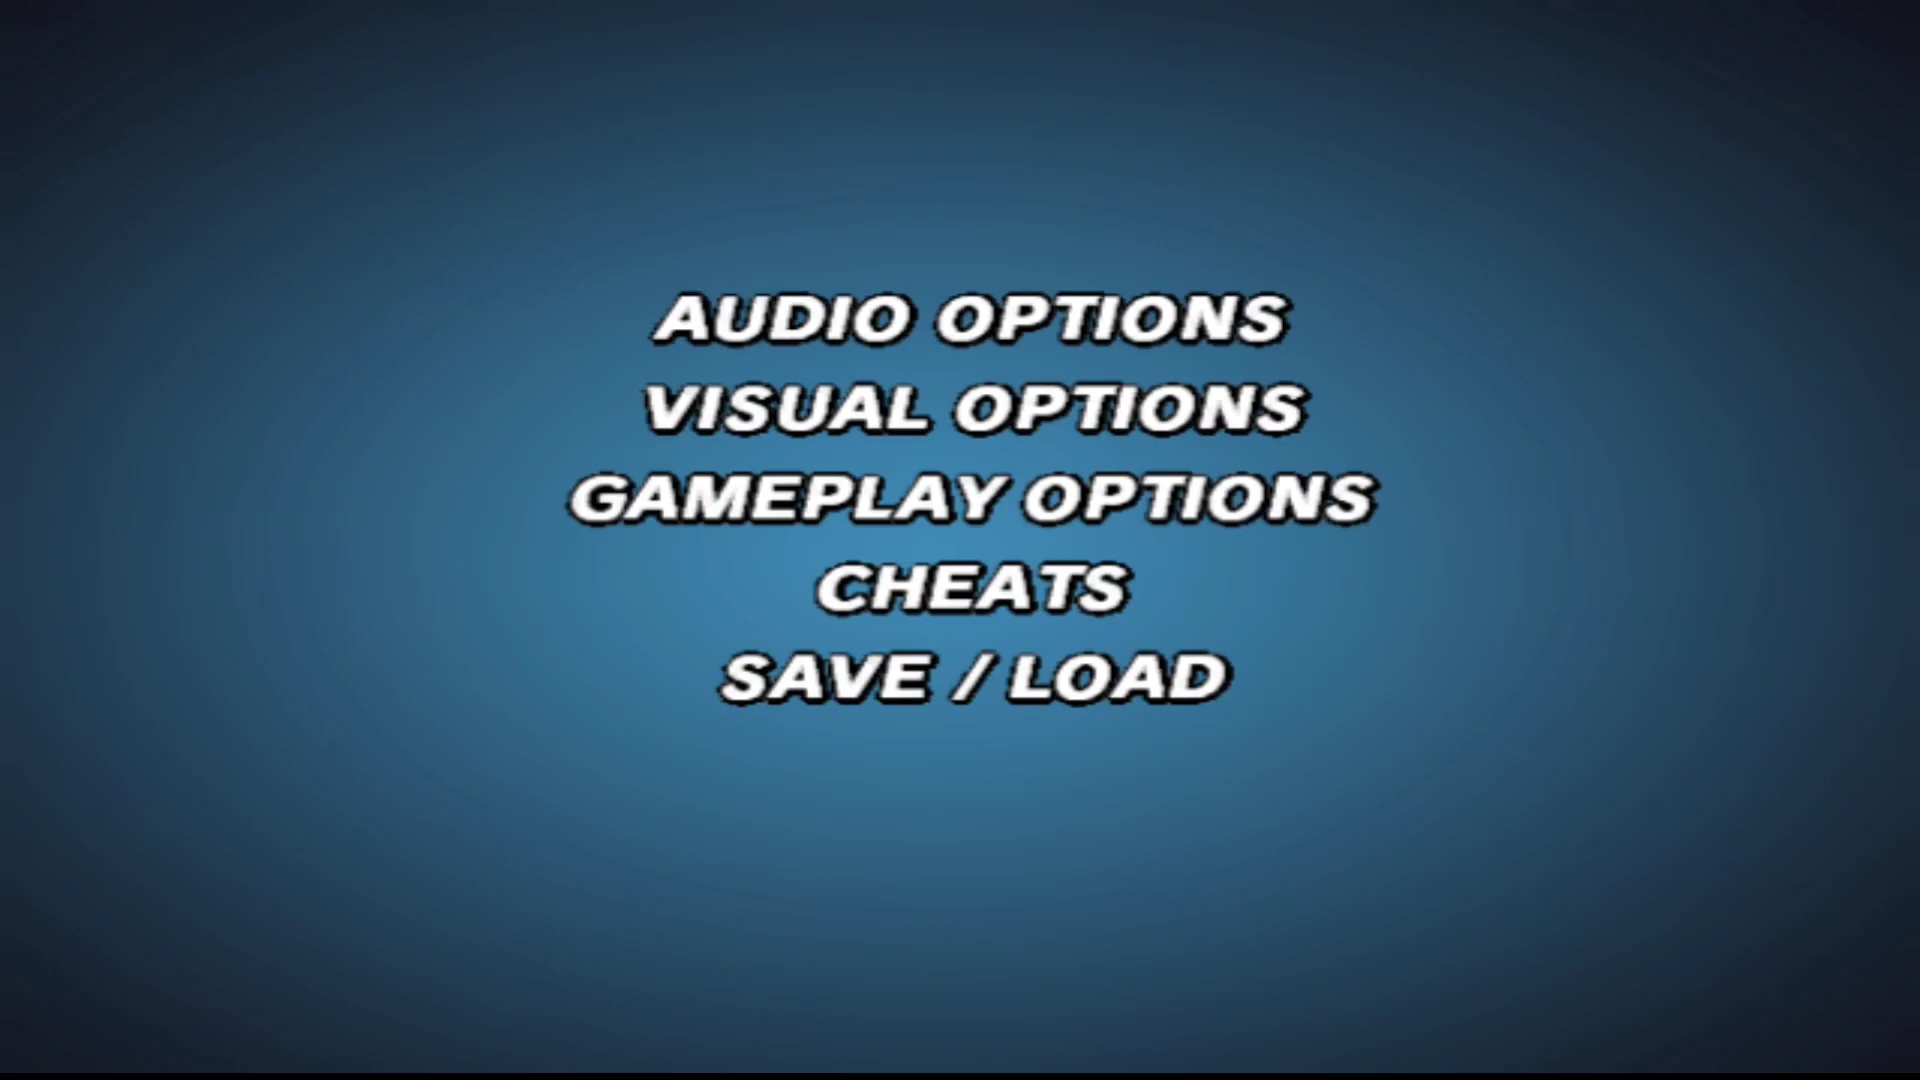 AUDIO OPTIONS
VISUAL OPTIONS
GAMEPLAY OPTIONS
CHEATS
SAVE / LOAD